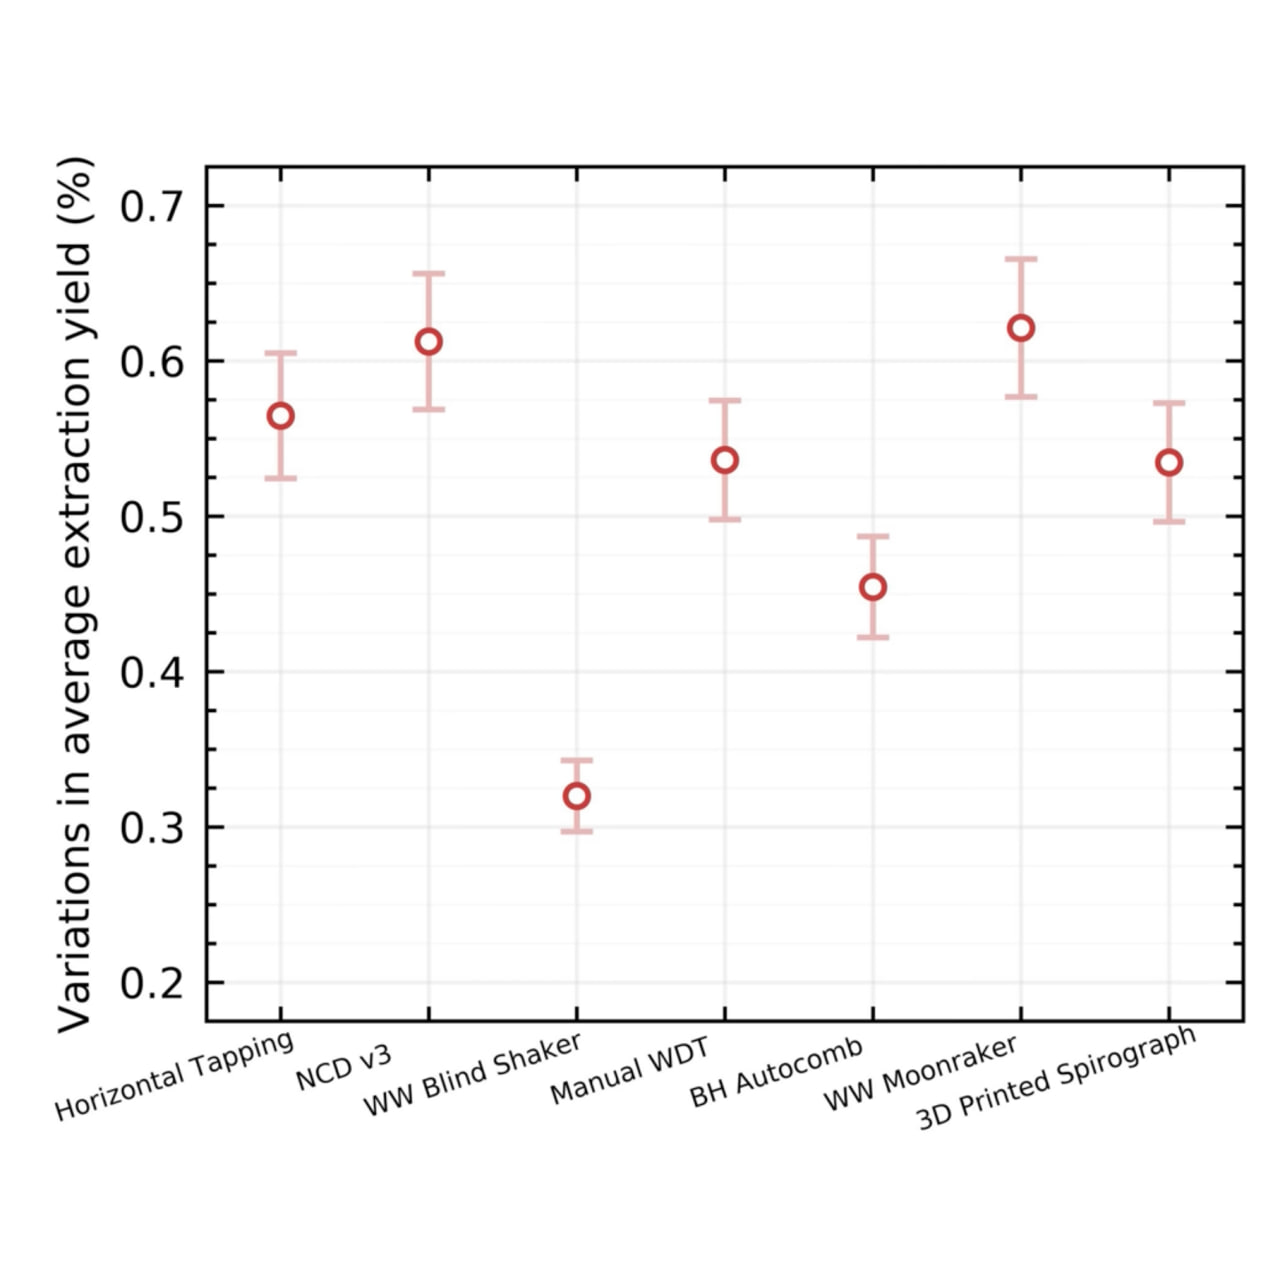 Variations in average extraction yield (%)
0.7
0.6
0.5
0.4
0.3
0.2
Horizontal Tapping
NCD v3
WW Blind Shaker
Manual WDT
BH Autocomb
WW Moonraker
3D Printed Spirograph